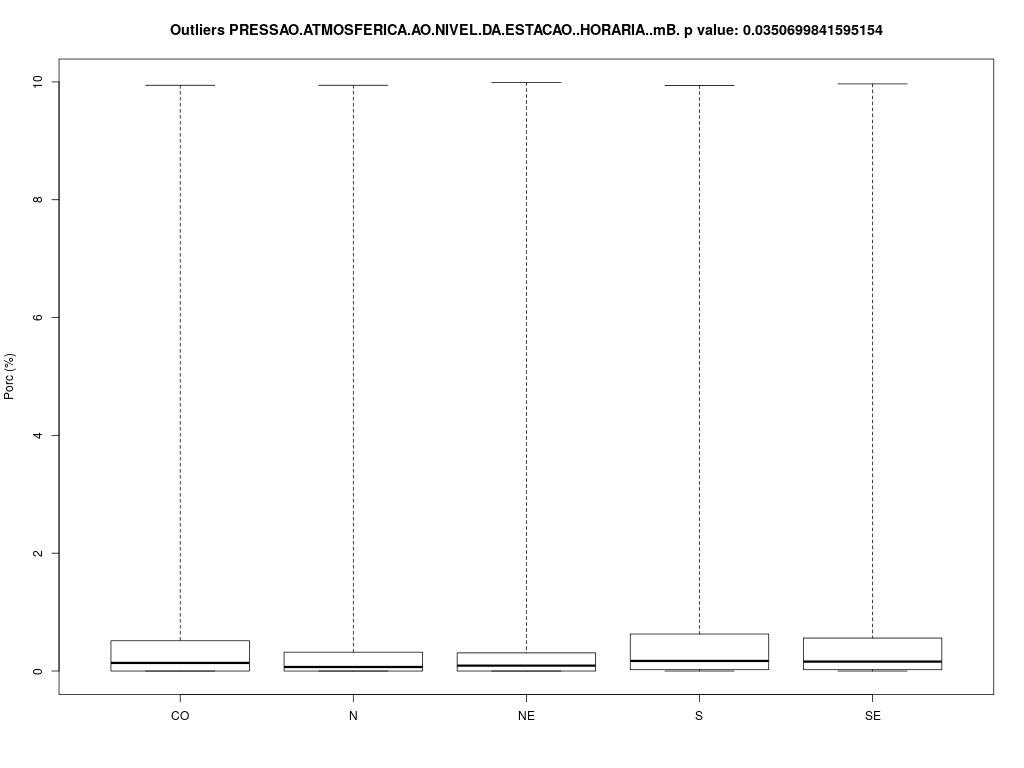 Outliers PRESSAO.ATMOSFERICA.AO.NIVEL.DA.ESTACAO..HORARIA..mB. p value: 0.0350699841595154
Porc (%)
10
8
6
4
2
0
CO N NE S SE